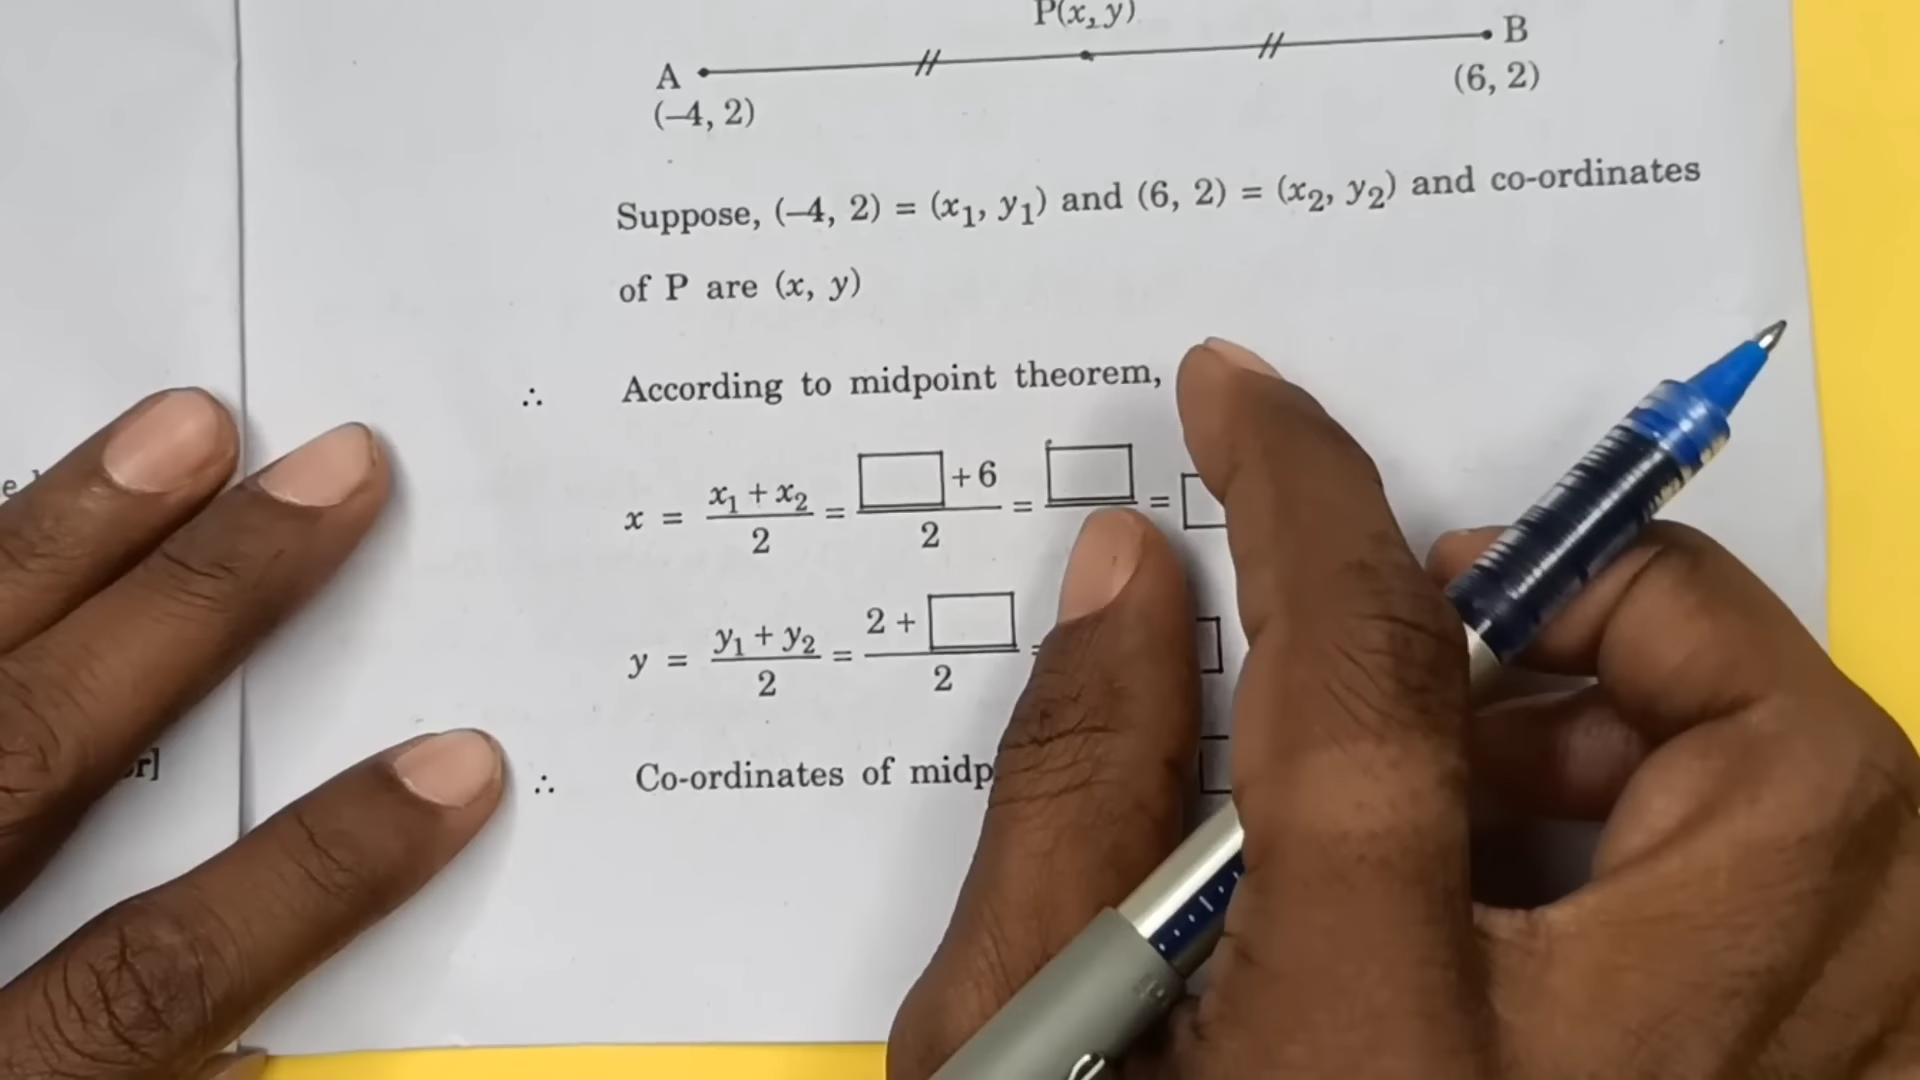 P(x, y)
A
B
(–4, 2)
(6, 2)
Suppose, (–4, 2) = (x₁, y₁) and (6, 2) = (x₂, y₂) and co-ordinates
of P are (x, y)
∴ According to midpoint theorem,
x = (x₁ + x₂)/2 = (□ + 6)/2 = □ = □
y = (y₁ + y₂)/2 = (2 + □)/2 = □
∴ Co-ordinates of □